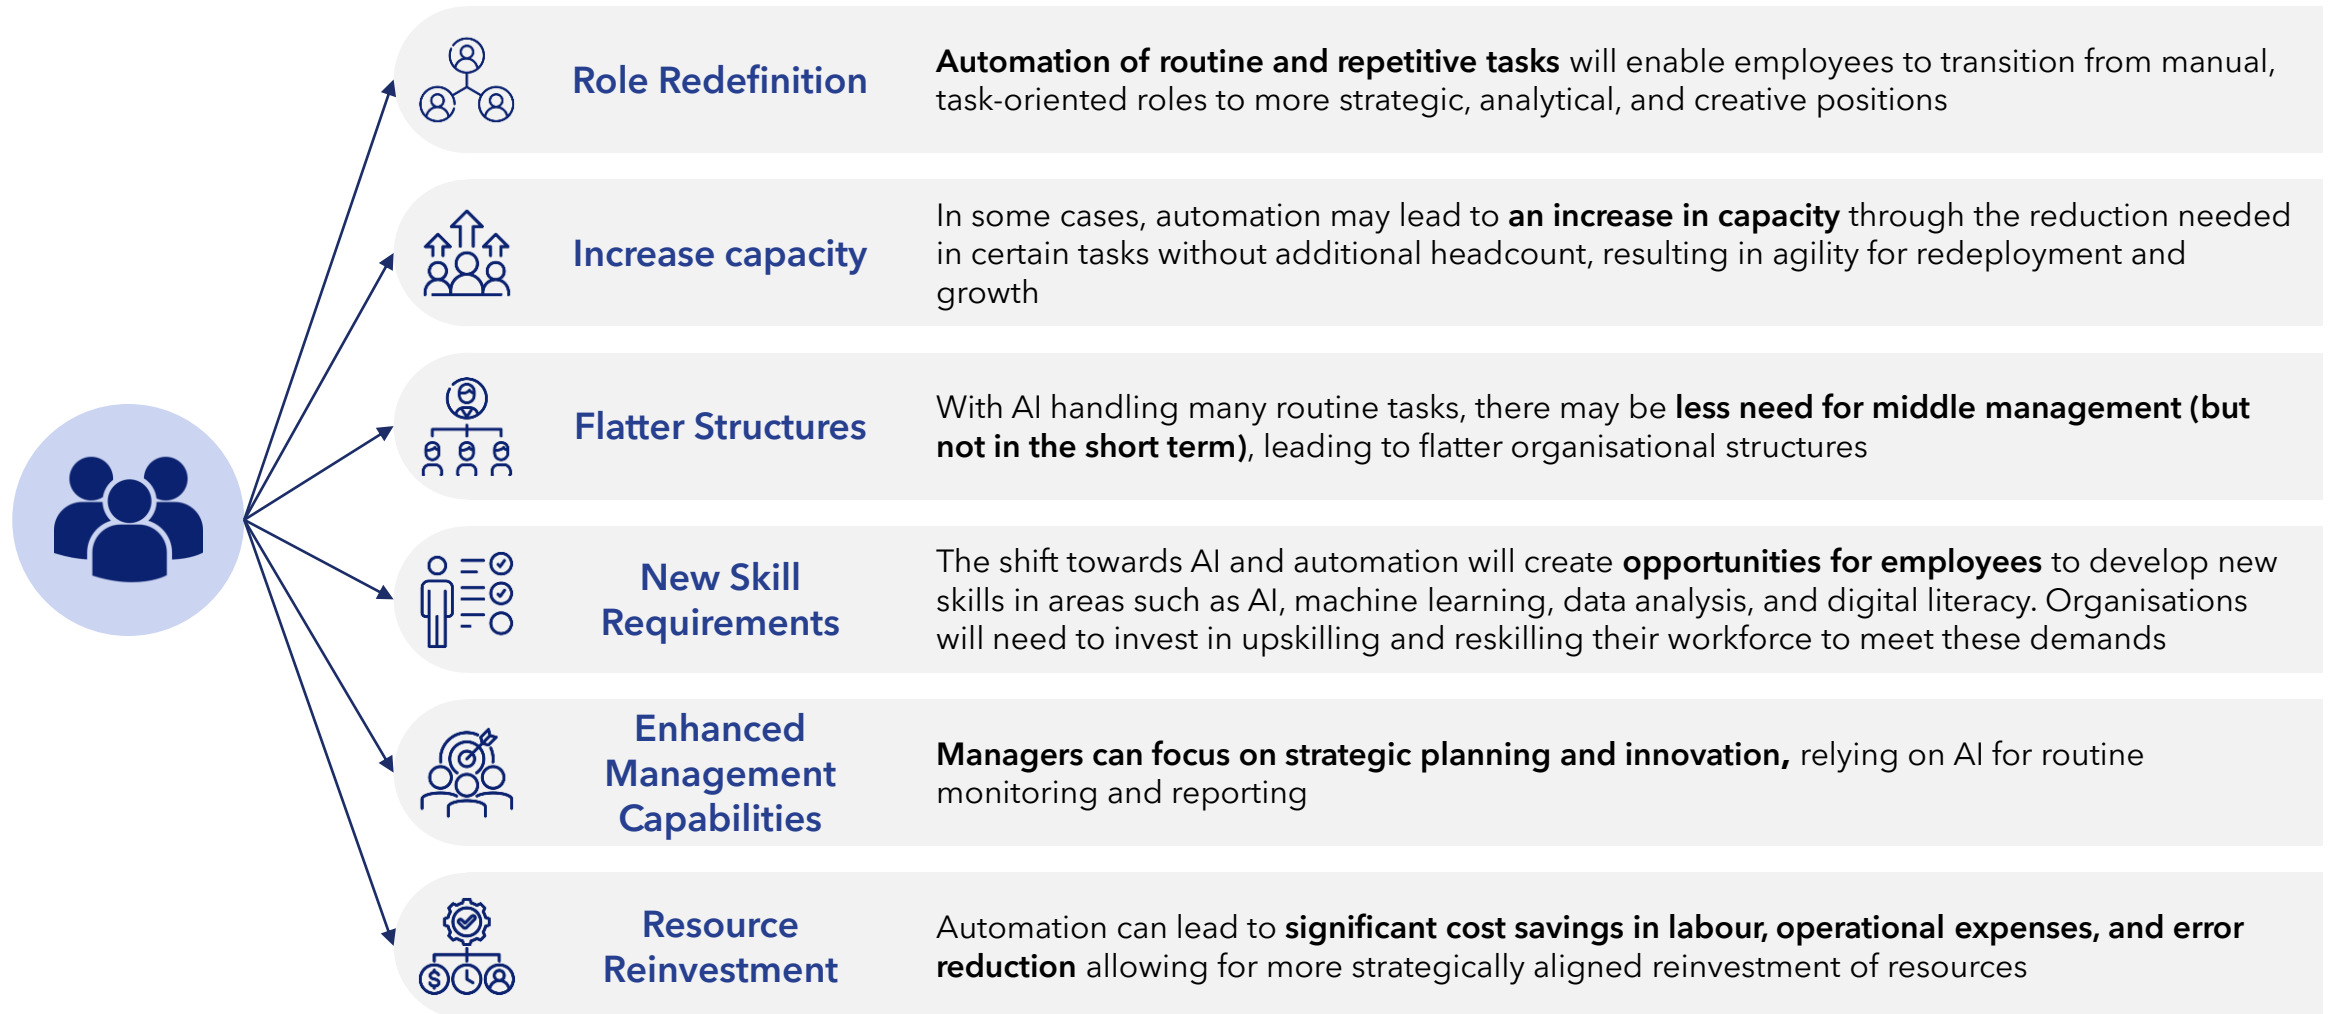 Role Redefinition
Automation of routine and repetitive tasks will enable employees to transition from manual,
task-oriented roles to more strategic, analytical, and creative positions
Increase capacity
In some cases, automation may lead to an increase in capacity through the reduction needed
in certain tasks without additional headcount, resulting in agility for redeployment and
growth
Flatter Structures
With AI handling many routine tasks, there may be less need for middle management (but
not in the short term), leading to flatter organisational structures
New Skill
Requirements
The shift towards AI and automation will create opportunities for employees to develop new
skills in areas such as AI, machine learning, data analysis, and digital literacy. Organisations
will need to invest in upskilling and reskilling their workforce to meet these demands
Enhanced
Management
Capabilities
Managers can focus on strategic planning and innovation, relying on AI for routine
monitoring and reporting
Resource
Reinvestment
Automation can lead to significant cost savings in labour, operational expenses, and error
reduction allowing for more strategically aligned reinvestment of resources